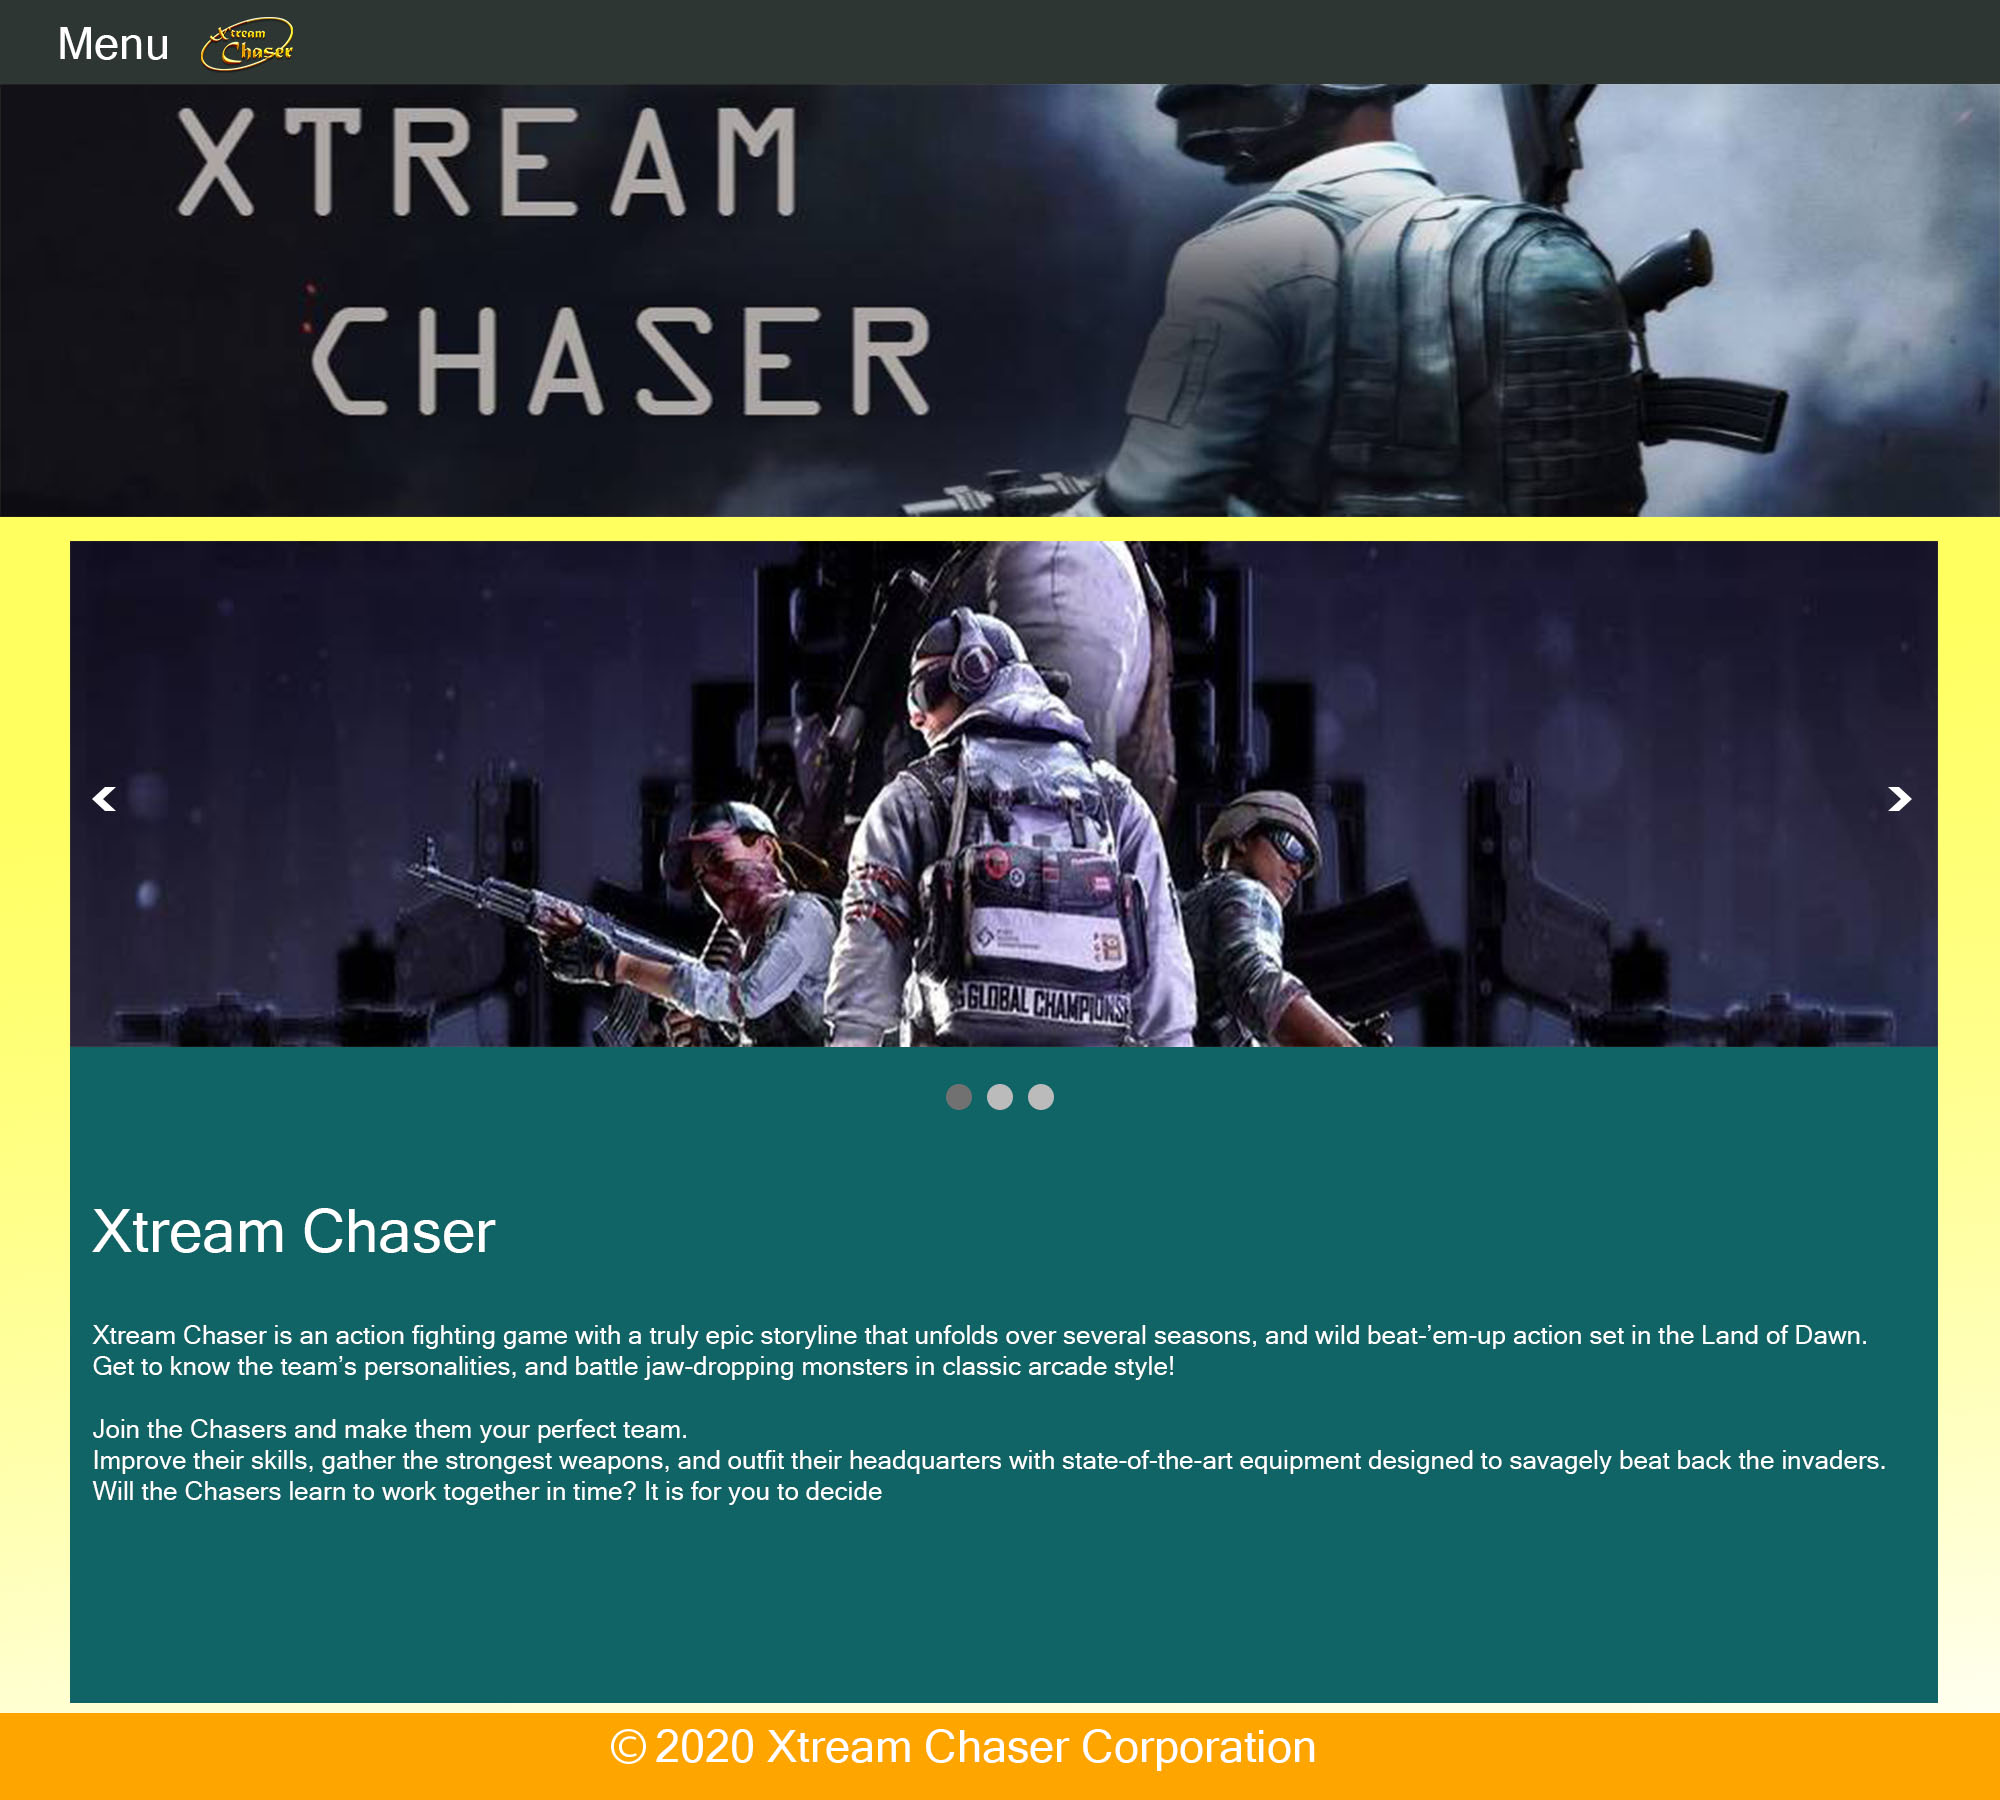 Menu
Xtream
Chaser
XTREAM
CHASER
GLOBAL CHAMPIONS
Xtream Chaser
Xtream Chaser is an action fighting game with a truly epic storyline that unfolds over several seasons, and wild beat-’em-up action set in the Land of Dawn.
Get to know the team’s personalities, and battle jaw-dropping monsters in classic arcade style!
Join the Chasers and make them your perfect team.
Improve their skills, gather the strongest weapons, and outfit their headquarters with state-of-the-art equipment designed to savagely beat back the invaders.
Will the Chasers learn to work together in time? It is for you to decide
© 2020 Xtream Chaser Corporation